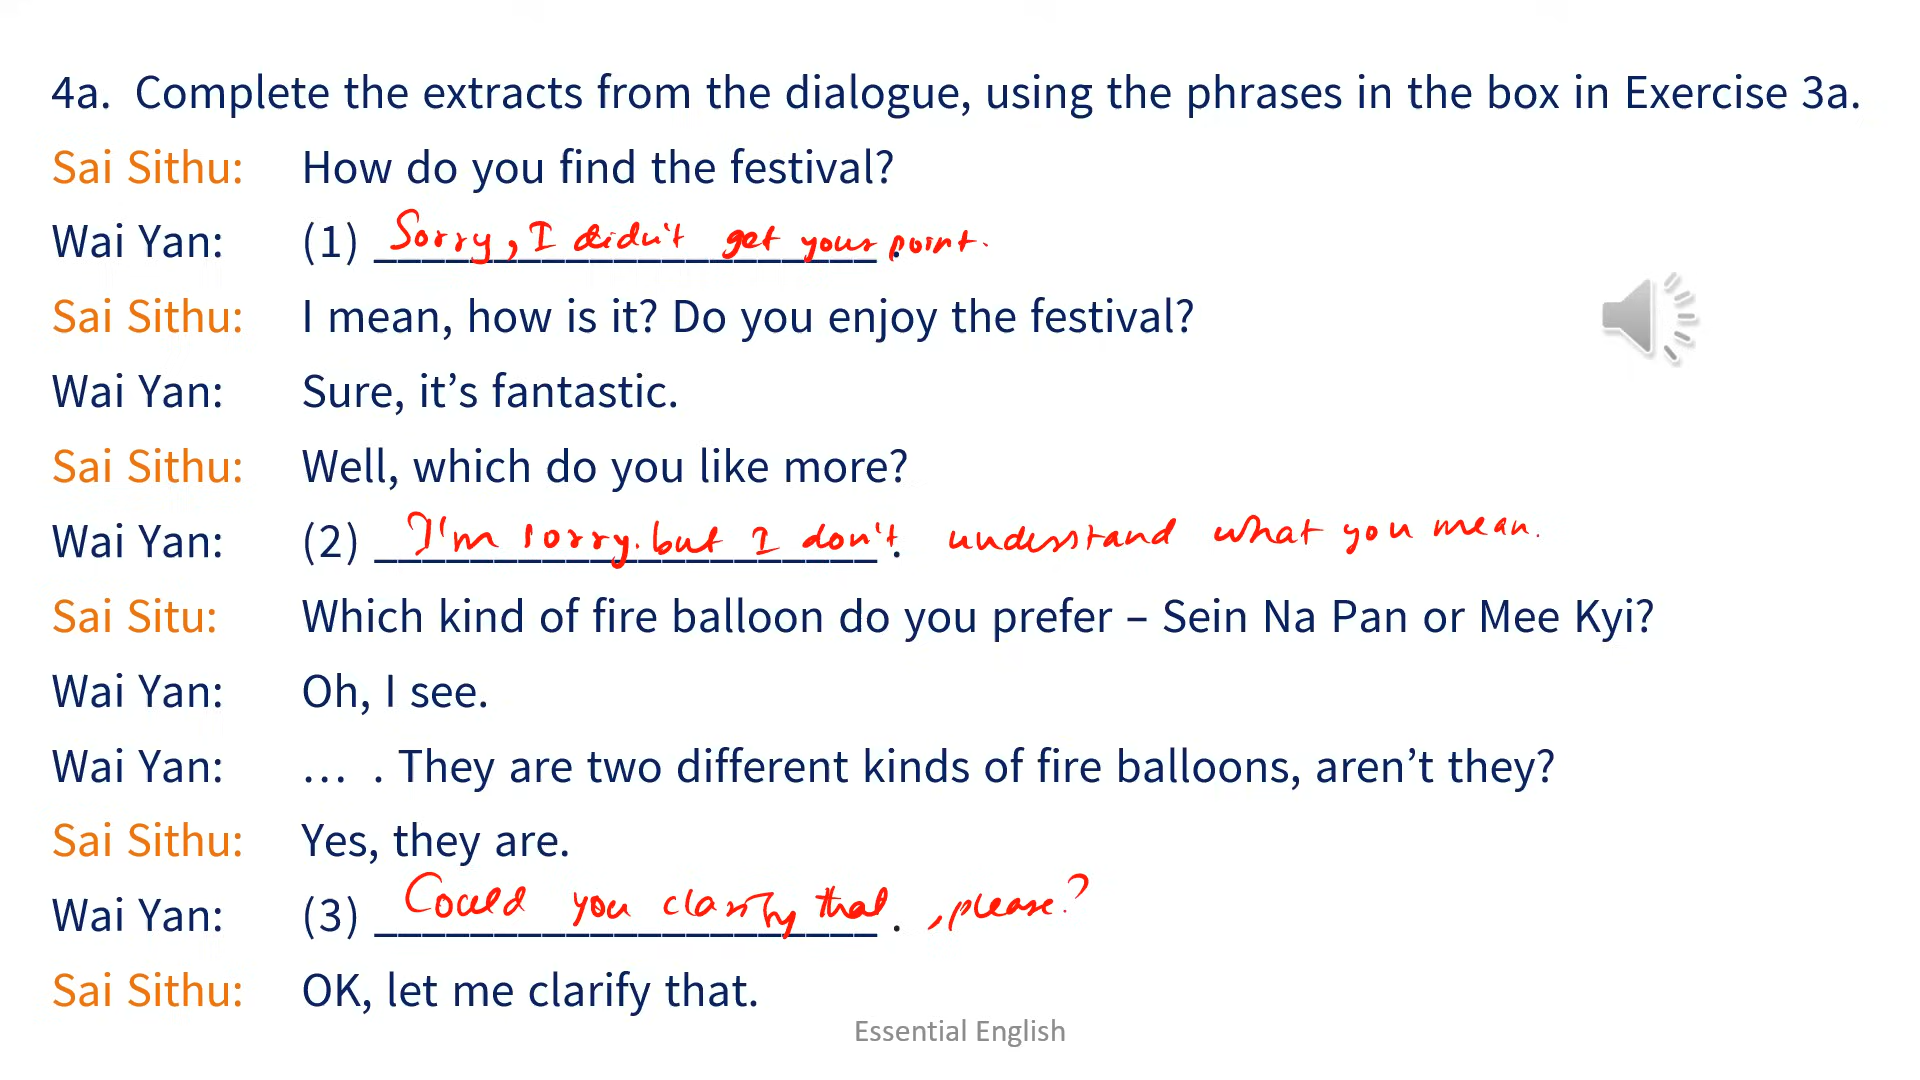 4a. Complete the extracts from the dialogue, using the phrases in the box in Exercise 3a.
Sai Sithu: How do you find the festival?
Wai Yan: (1) Sorry, I didn't get your point.
Sai Sithu: I mean, how is it? Do you enjoy the festival?
Wai Yan: Sure, it’s fantastic.
Sai Sithu: Well, which do you like more?
Wai Yan: (2) I'm sorry. but I don't. understand what you mean.
Sai Situ: Which kind of fire balloon do you prefer – Sein Na Pan or Mee Kyi?
Wai Yan: Oh, I see.
Wai Yan: … . They are two different kinds of fire balloons, aren’t they?
Sai Sithu: Yes, they are.
Wai Yan: (3) Could you clarify that . , please?
Sai Sithu: OK, let me clarify that.
Essential English